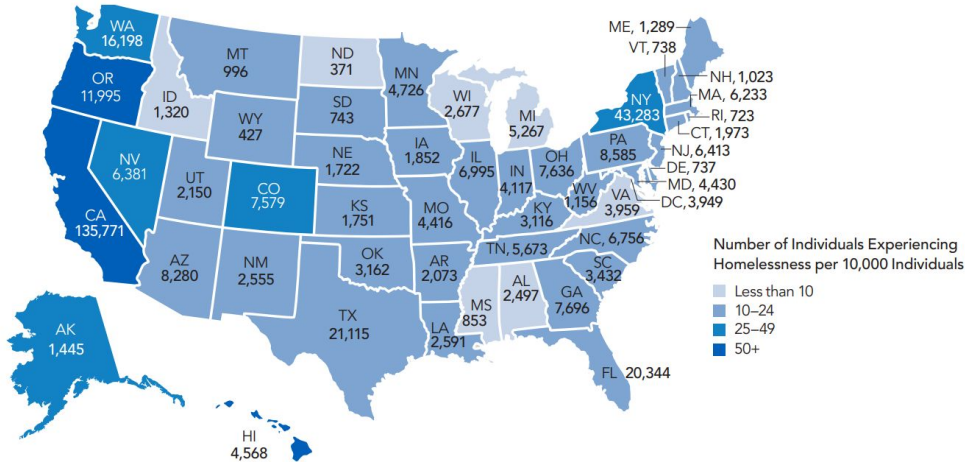 WA
16,198
OR
11,995
CA
135,771
NV
6,381
ID
1,320
MT
996
WY
427
UT
2,150
CO
7,579
AZ
8,280
NM
2,555
ND
371
SD
743
NE
1,722
KS
1,751
OK
3,162
TX
21,115
MN
4,726
IA
1,852
MO
4,416
AR
2,073
LA
2,591
WI
2,677
IL
6,995
MI
5,267
IN
4,117
OH
7,636
KY
3,116
TN, 5,673
MS
853
AL
2,497
GA
7,696
FL 20,344
SC
3,432
NC, 6,756
VA
3,959
WV
1,156
PA
8,585
NY
43,283
ME, 1,289
VT, 738
NH, 1,023
MA, 6,233
RI, 723
CT, 1,973
NJ, 6,413
DE, 737
MD, 4,430
DC, 3,949
AK
1,445
HI
4,568
Number of Individuals Experiencing
Homelessness per 10,000 Individuals
Less than 10
10–24
25–49
50+